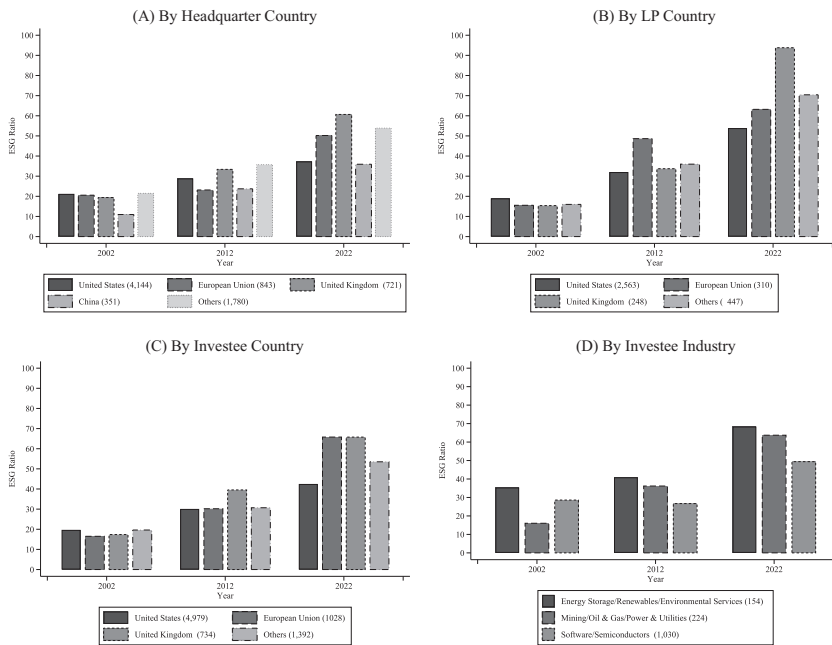 (A) By Headquarter Country
100
90
80
70
60
50
40
30
20
10
0
ESG Ratio
2002 2012 2022
Year
United States (4,144) European Union (843) United Kingdom (721)
China (351) Others (1,780)
(B) By LP Country
100
90
80
70
60
50
40
30
20
10
0
ESG Ratio
2002 2012 2022
Year
United States (2,563) European Union (310)
United Kingdom (248) Others ( 447)
(C) By Investee Country
100
90
80
70
60
50
40
30
20
10
0
ESG Ratio
2002 2012 2022
Year
United States (4,979) European Union (1028)
United Kingdom (734) Others (1,392)
(D) By Investee Industry
100
90
80
70
60
50
40
30
20
10
0
ESG Ratio
2002 2012 2022
Year
Energy Storage/Renewables/Environmental Services (154)
Mining/Oil & Gas/Power & Utilities (224)
Software/Semiconductors (1,030)